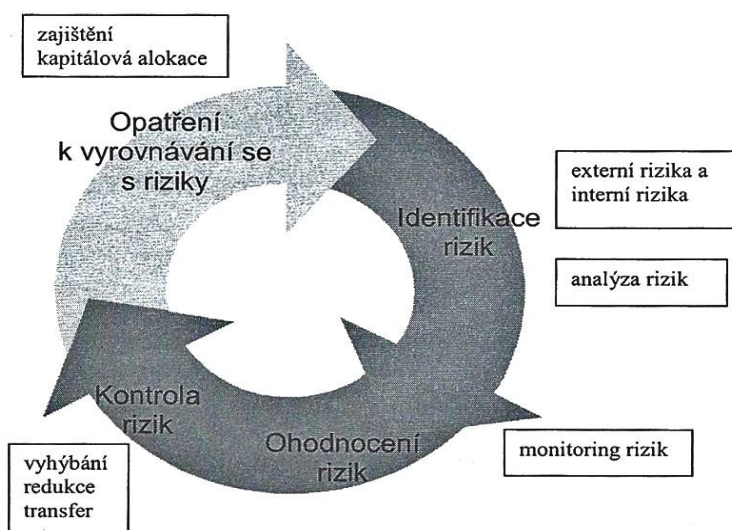 zajištění
kapitálová alokace
Opatření
k vyrovnávání se
s riziky
externí rizika a
interní rizika
Identifikace
rizik
analýza rizik
Kontrola
rizik
Ohodnocení
rizik
monitoring rizik
vyhýbání
redukce
transfer